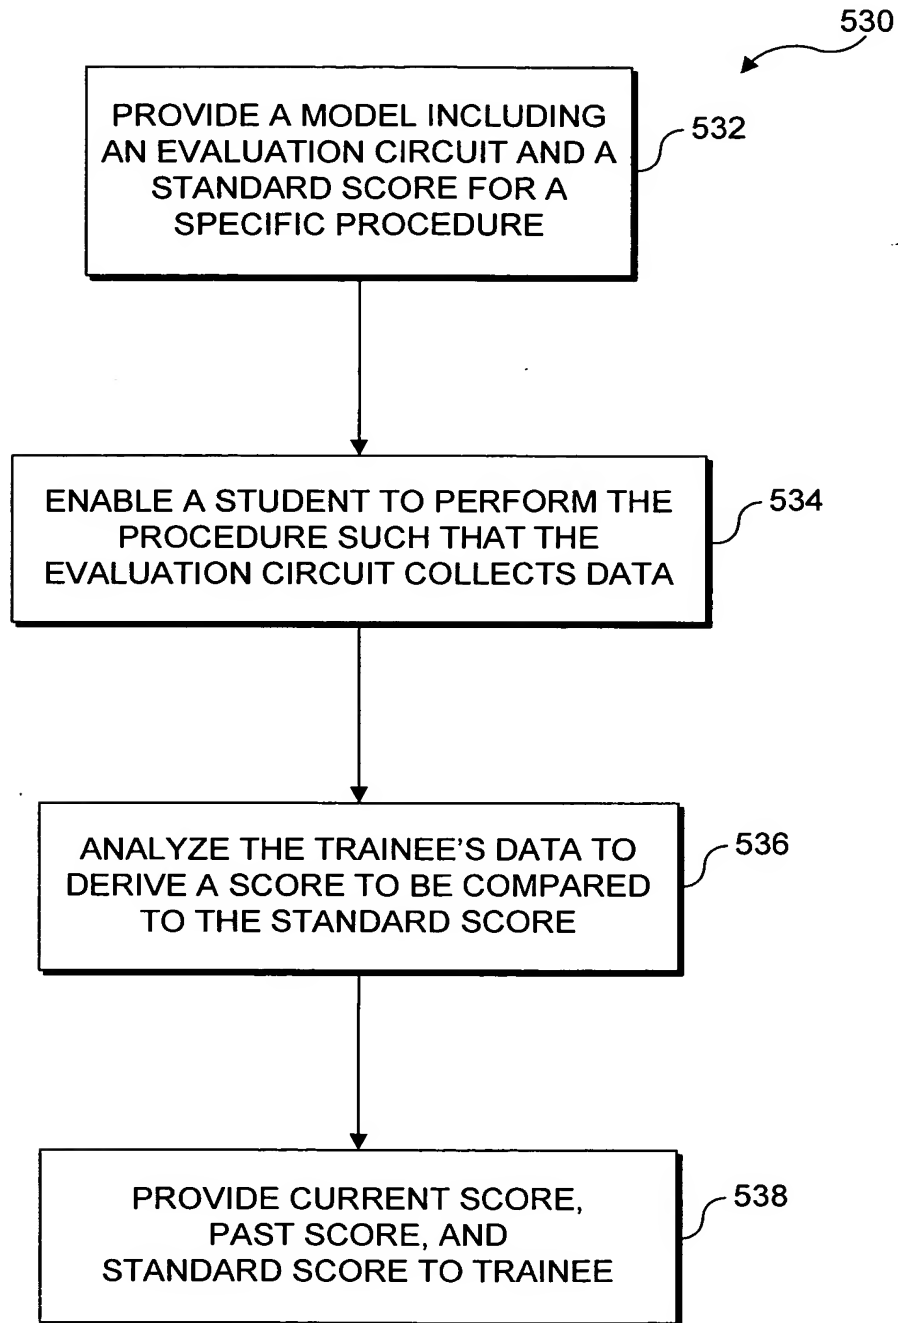 530
PROVIDE A MODEL INCLUDING
AN EVALUATION CIRCUIT AND A
STANDARD SCORE FOR A
SPECIFIC PROCEDURE
532
ENABLE A STUDENT TO PERFORM THE
PROCEDURE SUCH THAT THE
EVALUATION CIRCUIT COLLECTS DATA
534
ANALYZE THE TRAINEE'S DATA TO
DERIVE A SCORE TO BE COMPARED
TO THE STANDARD SCORE
536
PROVIDE CURRENT SCORE,
PAST SCORE, AND
STANDARD SCORE TO TRAINEE
538